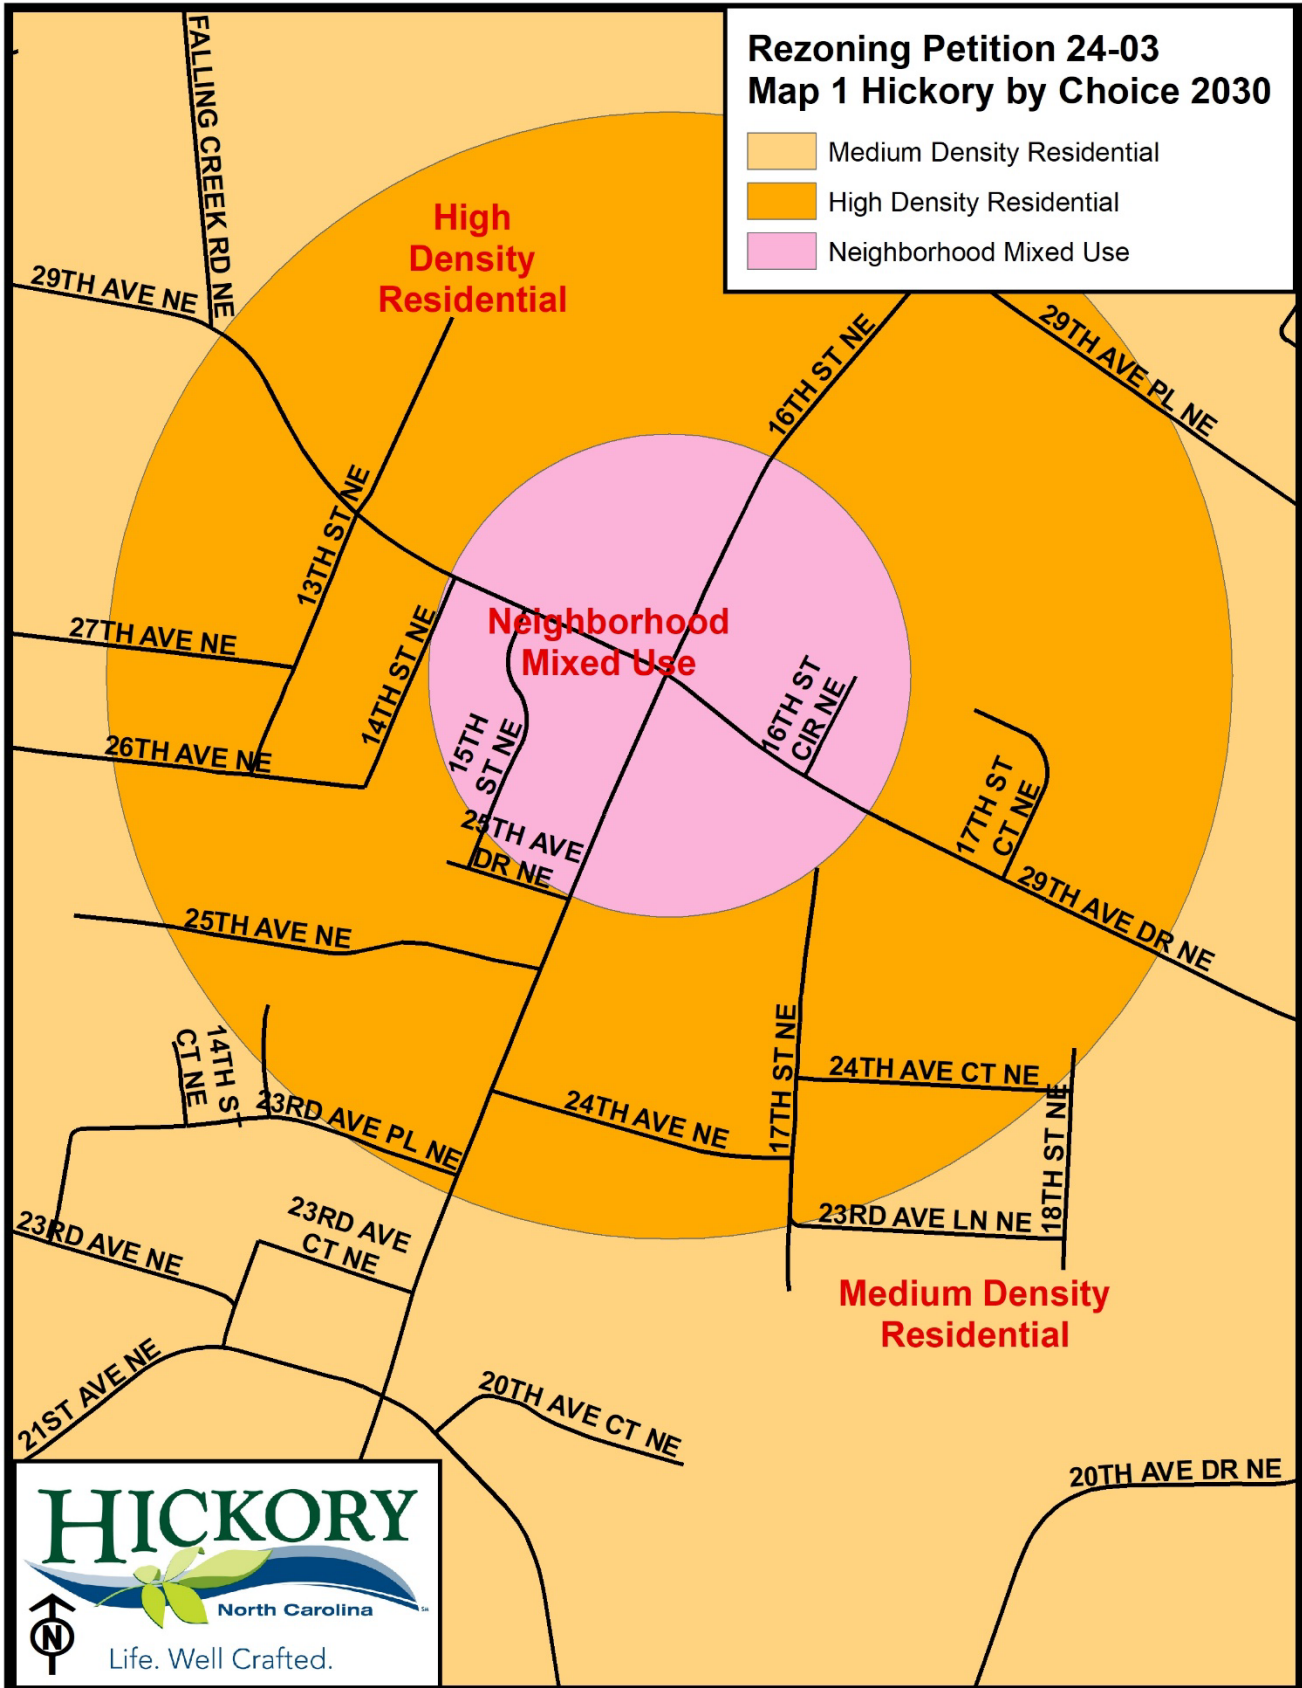 Rezoning Petition 24-03
Map 1 Hickory by Choice 2030
Medium Density Residential
High Density Residential
Neighborhood Mixed Use
FALLING CREEK RD NE
29TH AVE NE
High
Density
Residential
16TH ST NE
29TH AVE PL NE
13TH ST NE
27TH AVE NE
14TH ST NE
Neighborhood
Mixed Use
26TH AVE NE
15TH
ST NE
16TH ST
CIR NE
17TH ST
CT NE
25TH AVE
DR NE
29TH AVE DR NE
25TH AVE NE
14TH S
CT NE
23RD AVE PL NE
24TH AVE NE
17TH ST NE
24TH AVE CT NE
18TH ST NE
23RD AVE LN NE
23RD AVE NE
23RD AVE
CT NE
Medium Density
Residential
21ST AVE NE
20TH AVE CT NE
20TH AVE DR NE
HICKORY
North Carolina
SM
N
Life. Well Crafted.